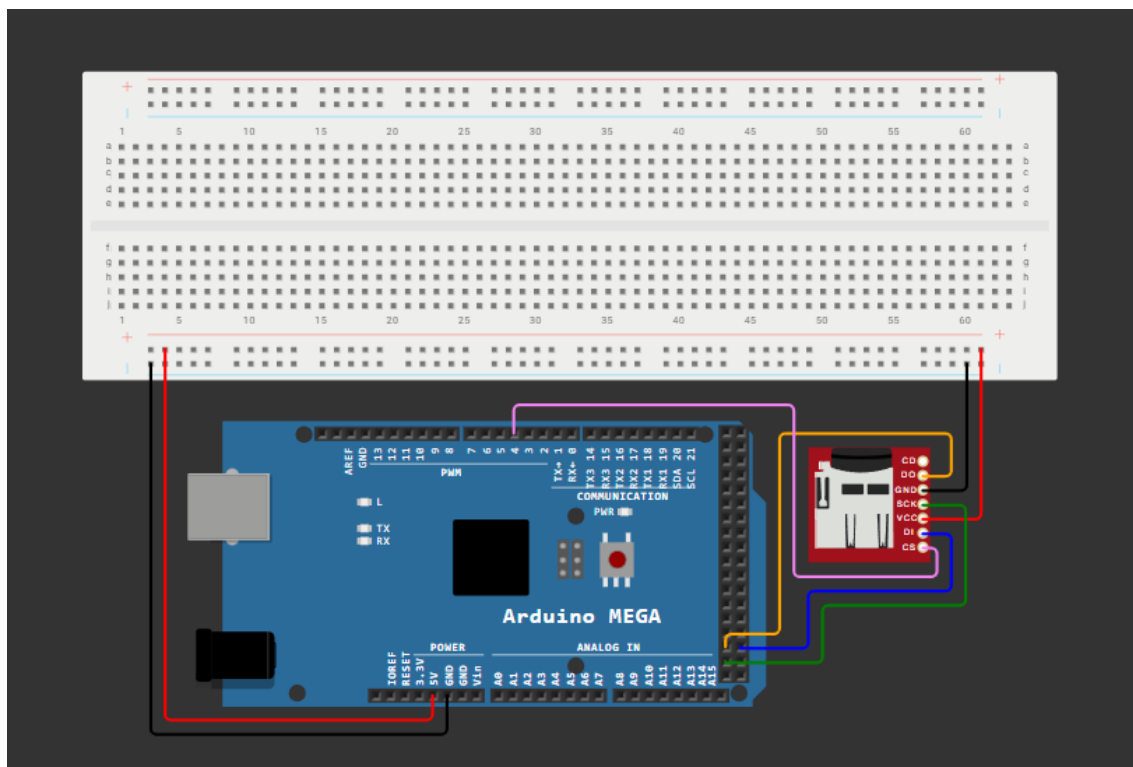 + +
1 5 10 15 20 25 30 35 40 45 50 55 60
a a
b b
c c
d d
e e
f f
g g
h h
i i
j j
1 5 10 15 20 25 30 35 40 45 50 55 60
+ +
AREF GND 13 12 11 10 9 8 7 6 5 4 3 2 TX→ 1 RX← 0 TX3 14 RX3 15 TX2 16 RX2 17 TX1 18 RX1 19 SDA 20 SCL 21
PWM
COMMUNICATION
L
PWR
TX
RX
Arduino MEGA
POWER ANALOG IN
IOREF RESET 3.3V 5V GND GND Vin A0 A1 A2 A3 A4 A5 A6 A7 A8 A9 A10 A11 A12 A13 A14 A15
CD
DO
GND
SCK
VCC
DI
CS